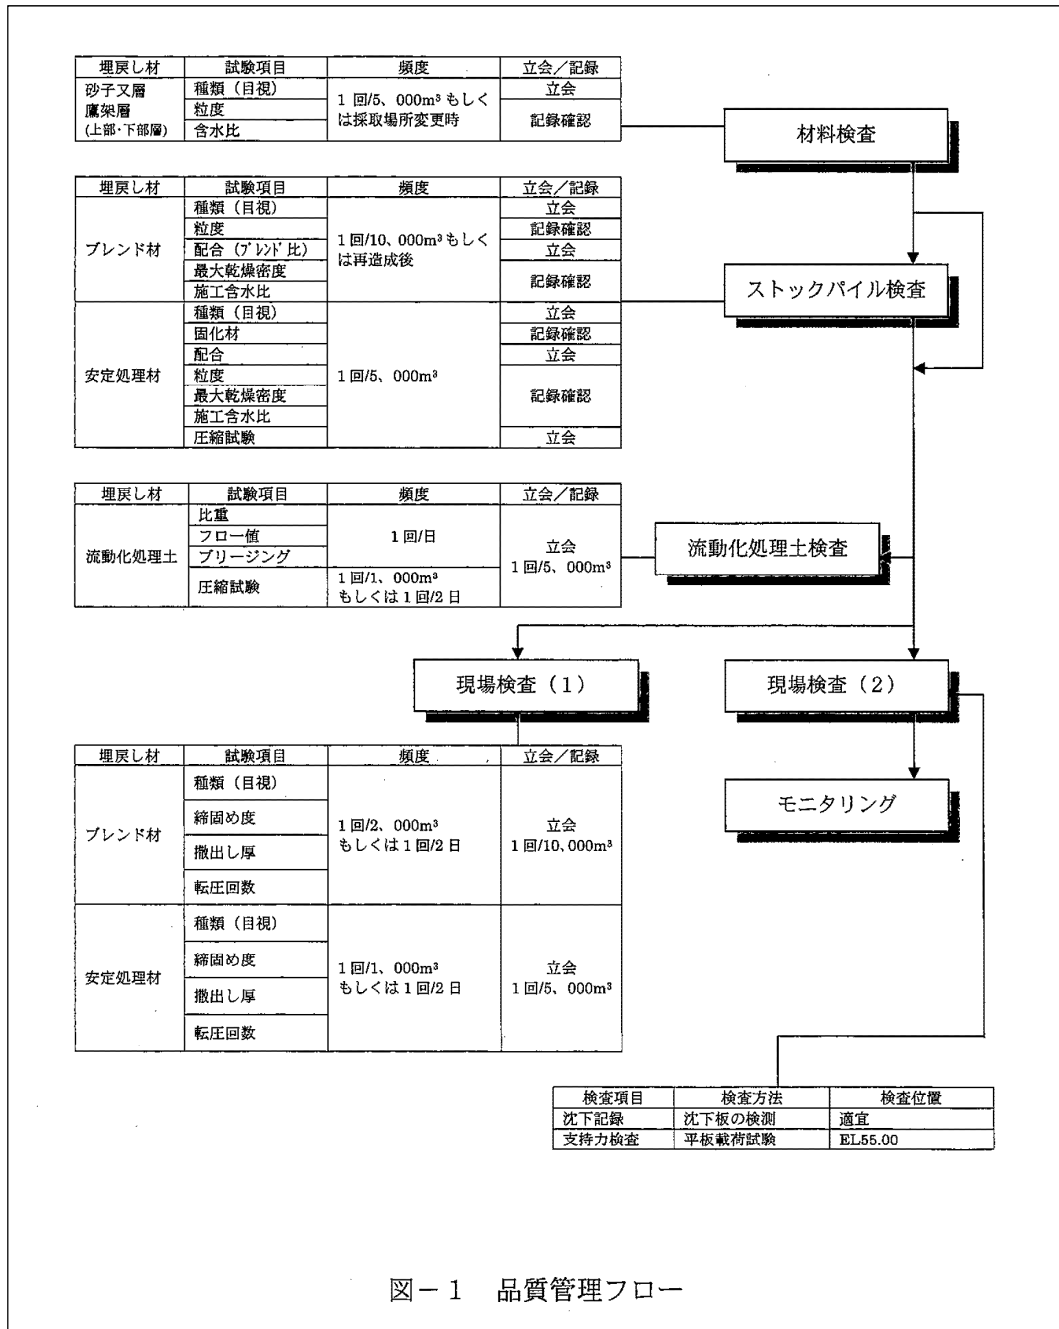 埋戻し材 試験項目 頻度 立会/記録
砂子又層 種類(目視) 立会
鷹架層 粒度 1回/5、000m³もしく
(上部・下部層) 含水比 は採取場所変更時 記録確認
材料検査
埋戻し材 試験項目 頻度 立会/記録
種類(目視) 立会
粒度 記録確認
ブレンド材 配合(ブレンド比) 1回/10、000m³もしく 立会
最大乾燥密度 は再造成後
施工含水比 記録確認
ストックパイル検査
種類(目視) 立会
固化材 記録確認
配合 立会
安定処理材 粒度 1回/5、000m³
最大乾燥密度 記録確認
施工含水比
圧縮試験 立会
埋戻し材 試験項目 頻度 立会/記録
比重
フロー値 1回/日
流動化処理土 ブリージング 立会
圧縮試験 1回/1、000m³ 1回/5、000m³
もしくは1回/2日
流動化処理土検査
現場検査(1) 現場検査(2)
モニタリング
埋戻し材 試験項目 頻度 立会/記録
種類(目視)
ブレンド材 締固め度 1回/2、000m³ 立会
撒出し厚 もしくは1回/2日 1回/10、000m³
転圧回数
種類(目視)
安定処理材 締固め度 1回/1、000m³ 立会
撒出し厚 もしくは1回/2日 1回/5、000m³
転圧回数
検査項目 検査方法 検査位置
沈下記録 沈下板の検測 適宜
支持力検査 平板載荷試験 EL55.00
図-1 品質管理フロー